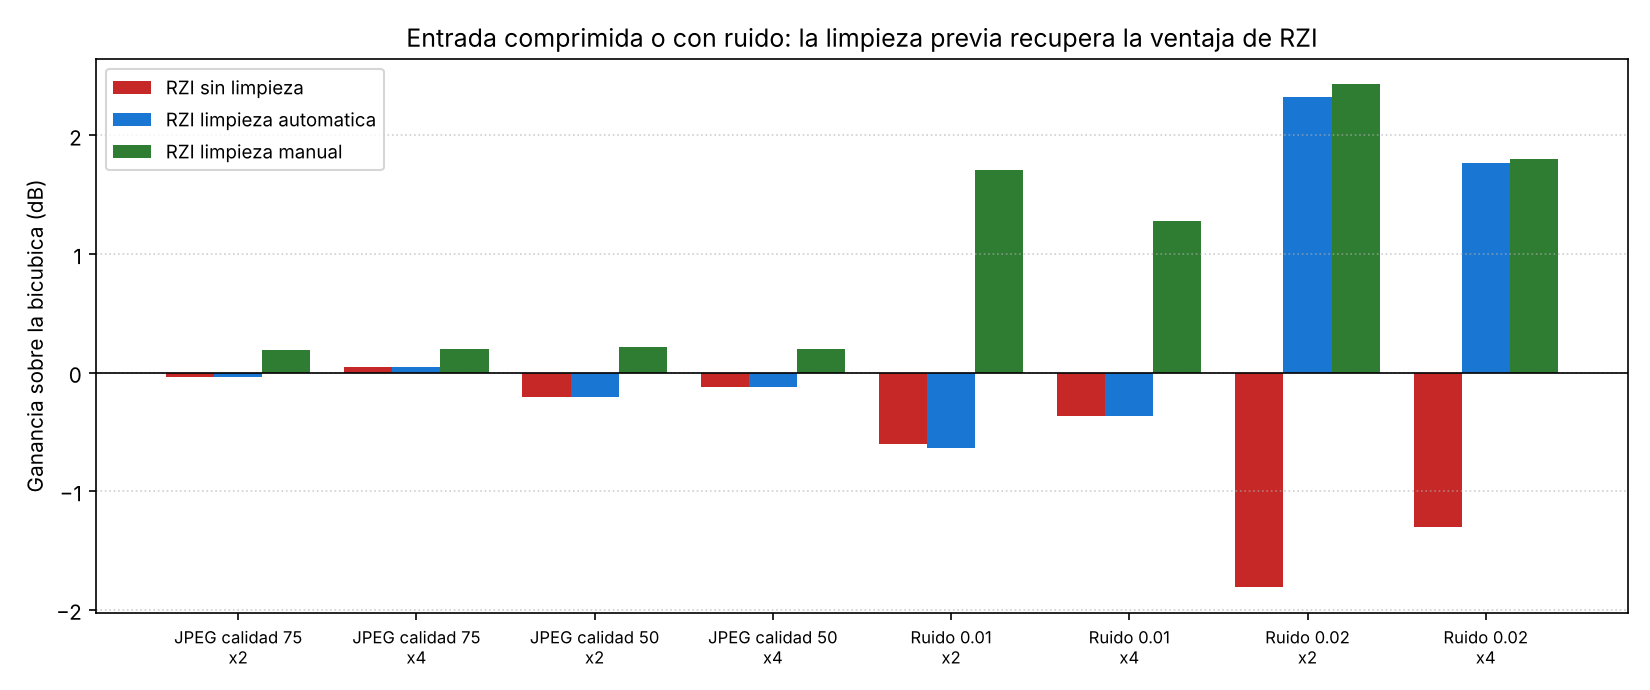 Entrada comprimida o con ruido: la limpieza previa recupera la ventaja de RZI
RZI sin limpieza
RZI limpieza automatica
RZI limpieza manual
Ganancia sobre la bicubica (dB)
2
1
0
−1
−2
JPEG calidad 75
x2
JPEG calidad 75
x4
JPEG calidad 50
x2
JPEG calidad 50
x4
Ruido 0.01
x2
Ruido 0.01
x4
Ruido 0.02
x2
Ruido 0.02
x4